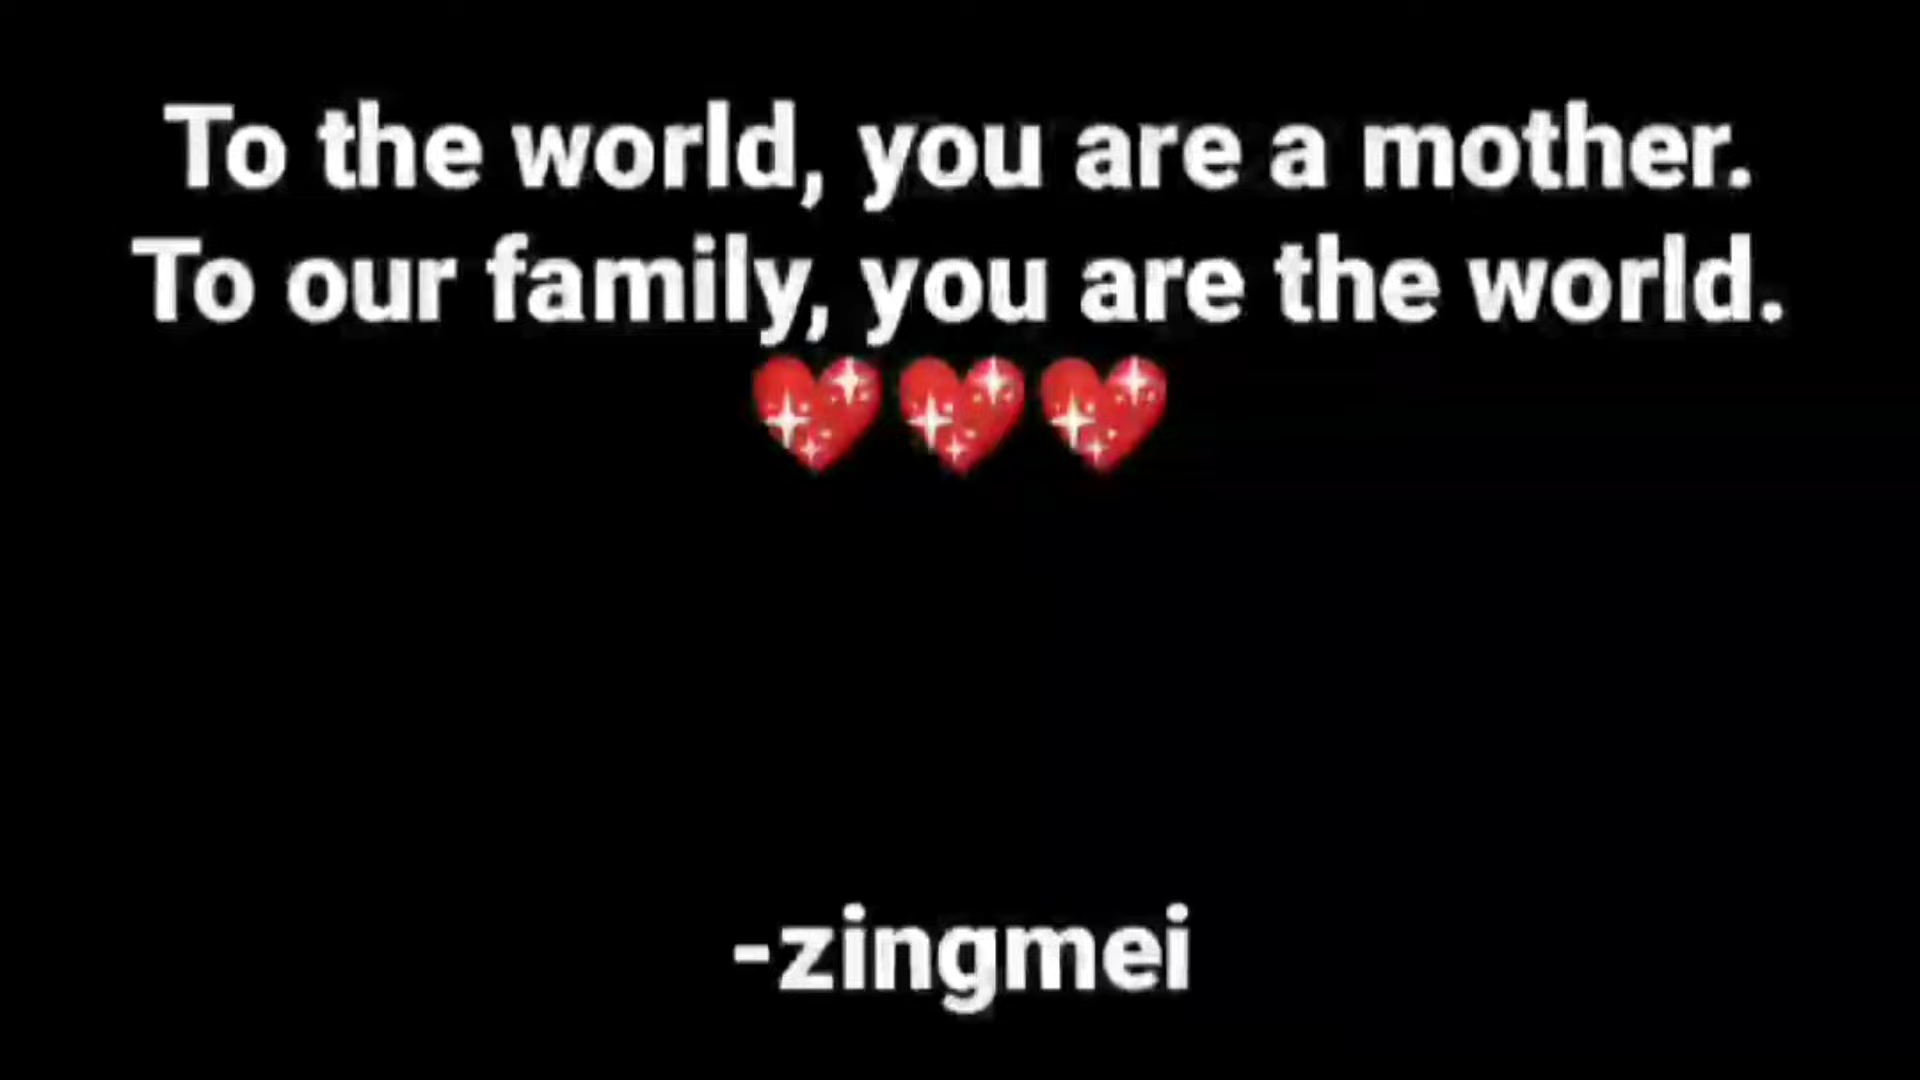 To the world, you are a mother.
To our family, you are the world.
💖💖💖
-zingmei